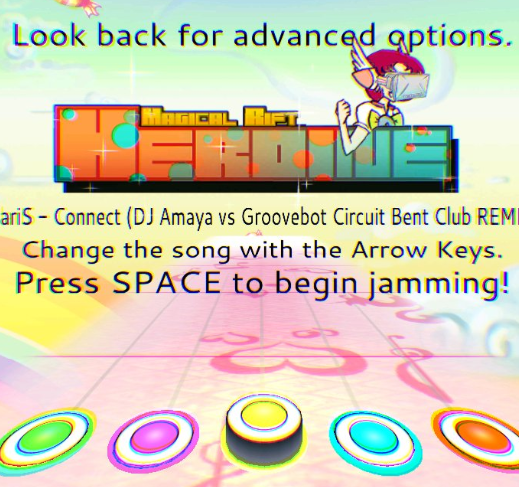 Look back for advanced options.
Magical Rift
HEROINE
ariS - Connect (DJ Amaya vs Groovebot Circuit Bent Club REMI
Change the song with the Arrow Keys.
Press SPACE to begin jamming!